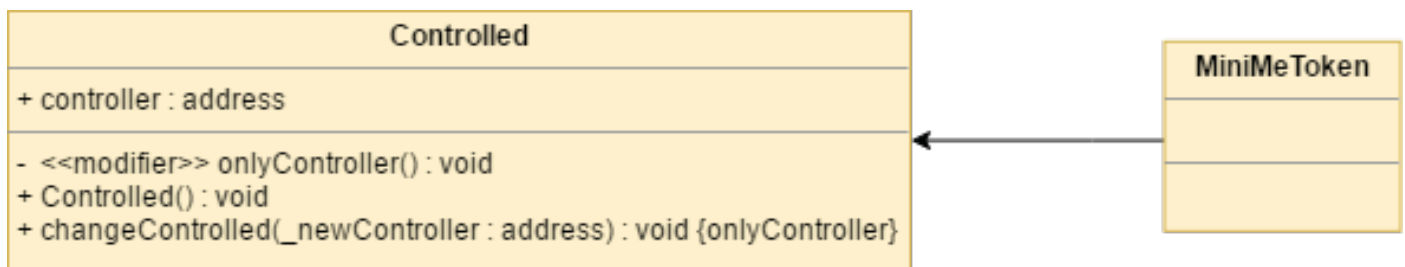 Controlled
+ controller : address
- <<modifier>> onlyController() : void
+ Controlled() : void
+ changeControlled(_newController : address) : void {onlyController}
MiniMeToken